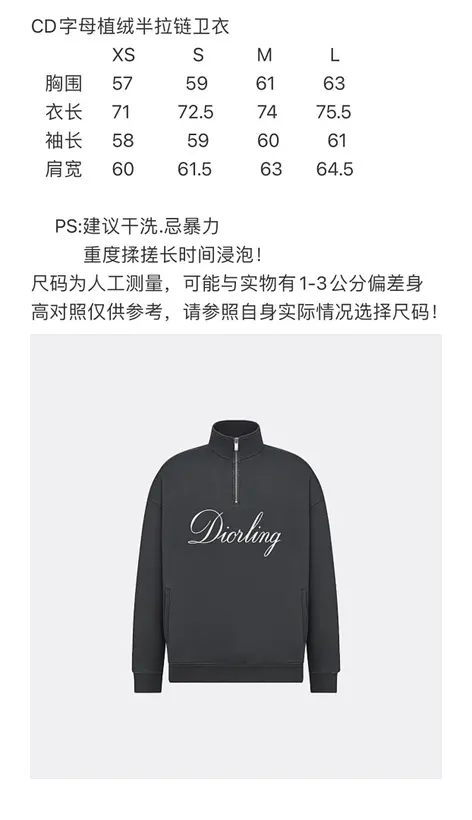 CD字母植绒半拉链卫衣
XS S M L
胸围 57 59 61 63
衣长 71 72.5 74 75.5
袖长 58 59 60 61
肩宽 60 61.5 63 64.5
PS:建议干洗.忌暴力
重度揉搓长时间浸泡!
尺码为人工测量，可能与实物有1-3公分偏差身
高对照仅供参考，请参照自身实际情况选择尺码!
Diorling